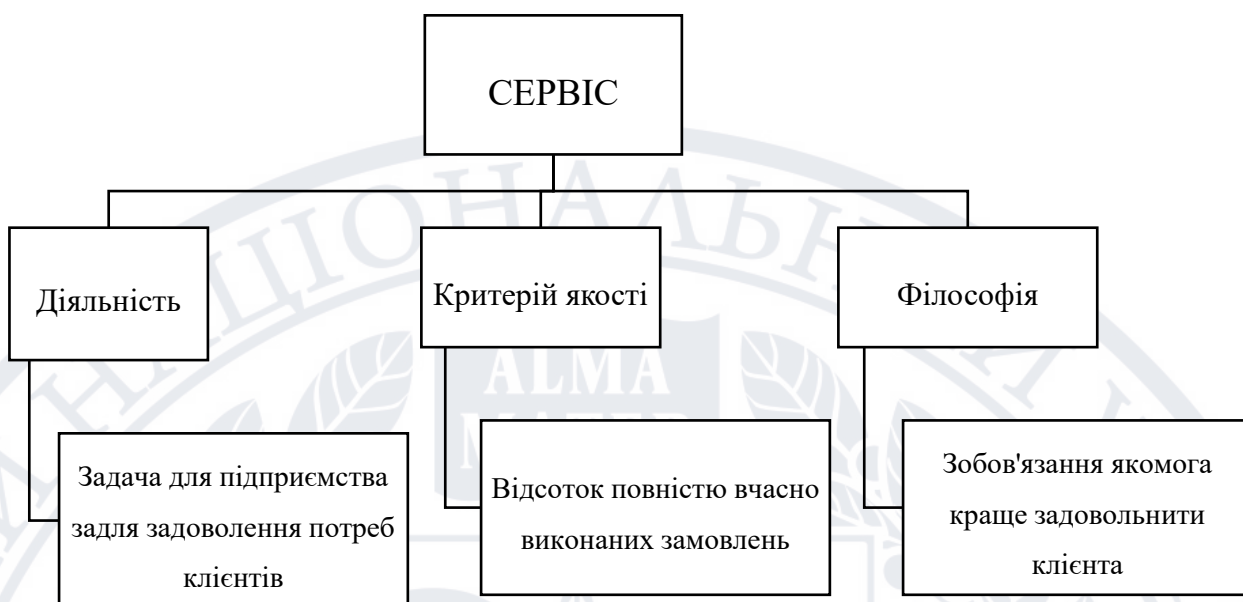 СЕРВІС
Діяльність
Критерій якості
Філософія
Задача для підприємства
задля задоволення потреб
клієнтів
Відсоток повністю вчасно
виконаних замовлень
Зобов'язання якомога
краще задовольнити
клієнта
ALMA